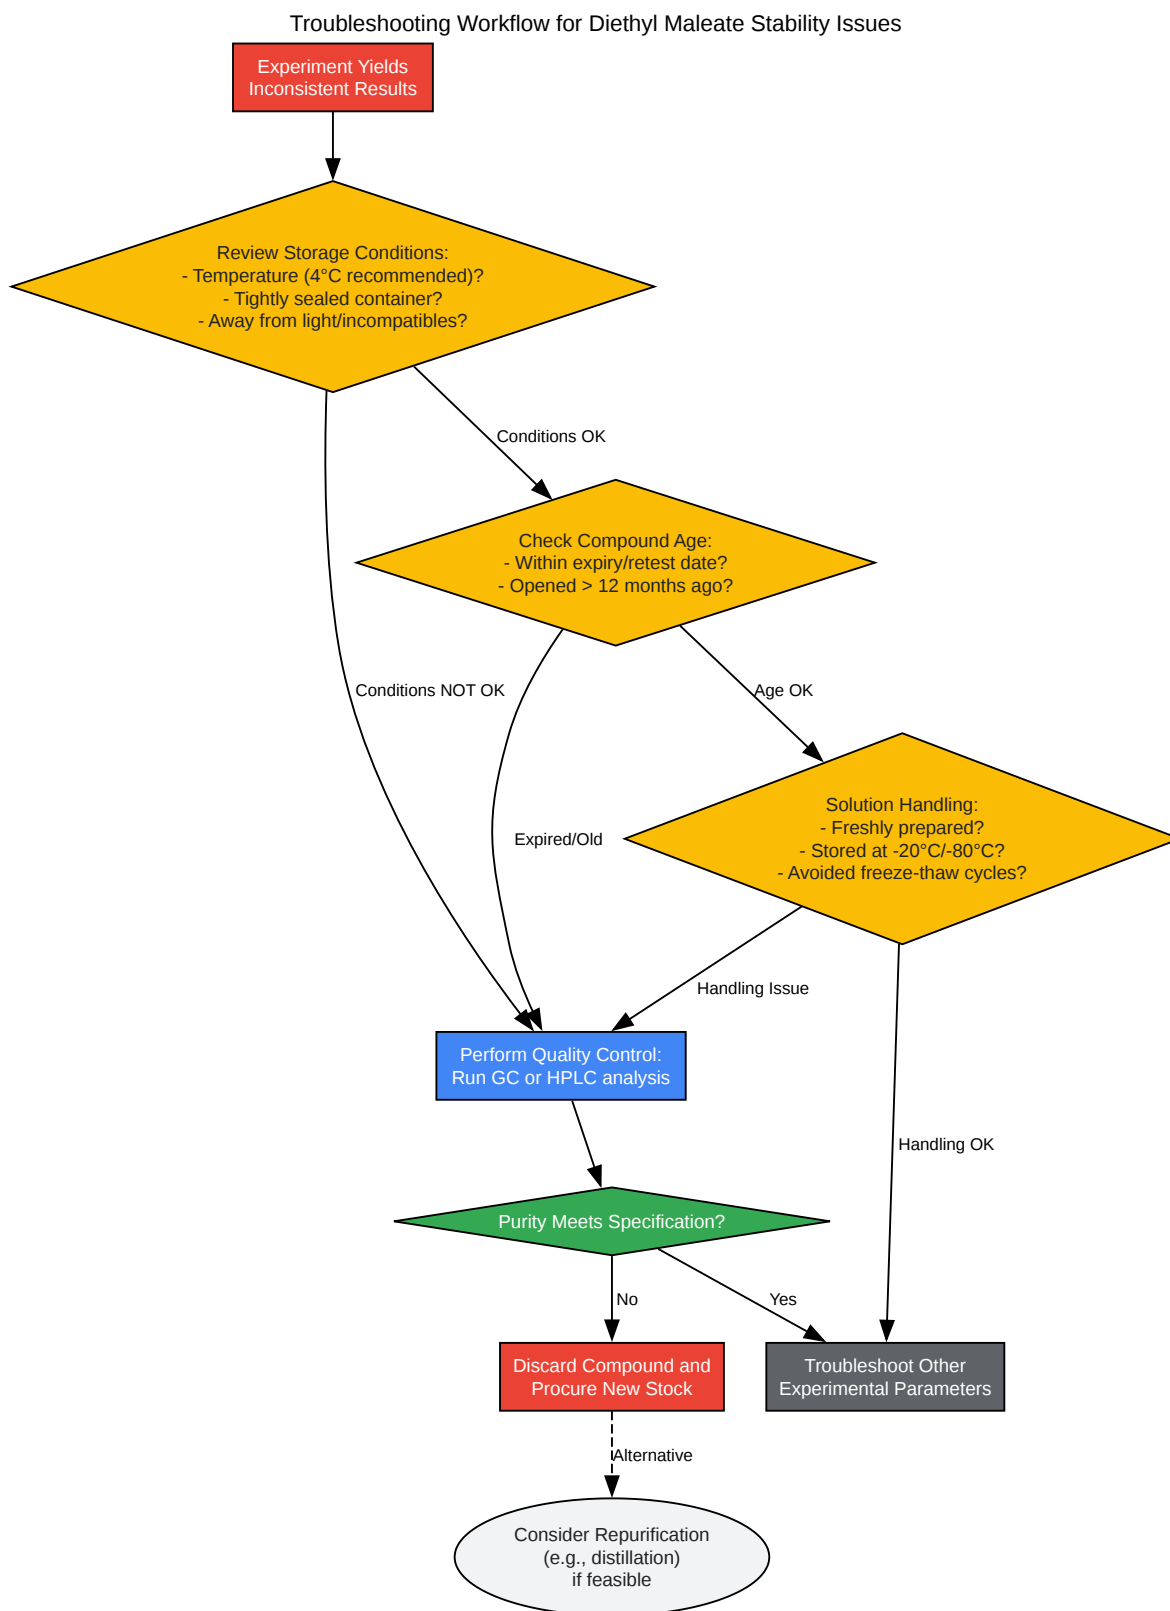 Troubleshooting Workflow for Diethyl Maleate Stability Issues
Experiment Yields
Inconsistent Results
Review Storage Conditions:
- Temperature (4°C recommended)?
- Tightly sealed container?
- Away from light/incompatibles?
Conditions OK
Check Compound Age:
- Within expiry/retest date?
- Opened > 12 months ago?
Conditions NOT OK
Age OK
Solution Handling:
- Freshly prepared?
- Stored at -20°C/-80°C?
- Avoided freeze-thaw cycles?
Expired/Old
Handling Issue
Perform Quality Control:
Run GC or HPLC analysis
Handling OK
Purity Meets Specification?
No
Yes
Discard Compound and
Procure New Stock
Troubleshoot Other
Experimental Parameters
Alternative
Consider Repurification
(e.g., distillation)
if feasible